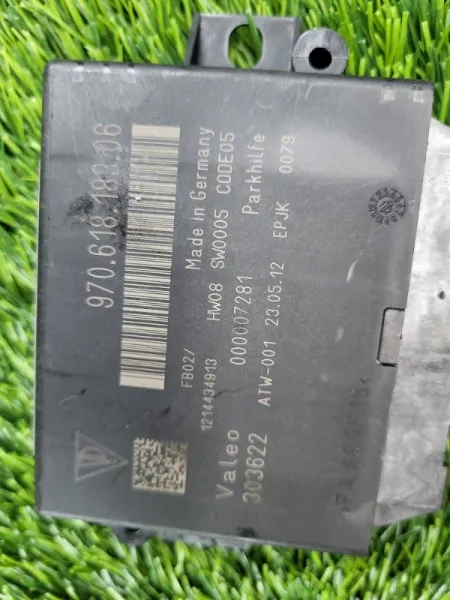 970.618.183.06
FB02/
1214434913
Made in Germany
HW08 SW0005 CODE05
000007281 Parkhilfe
ATW-001 23.05.12 EPJK 0079
Valeo
303622